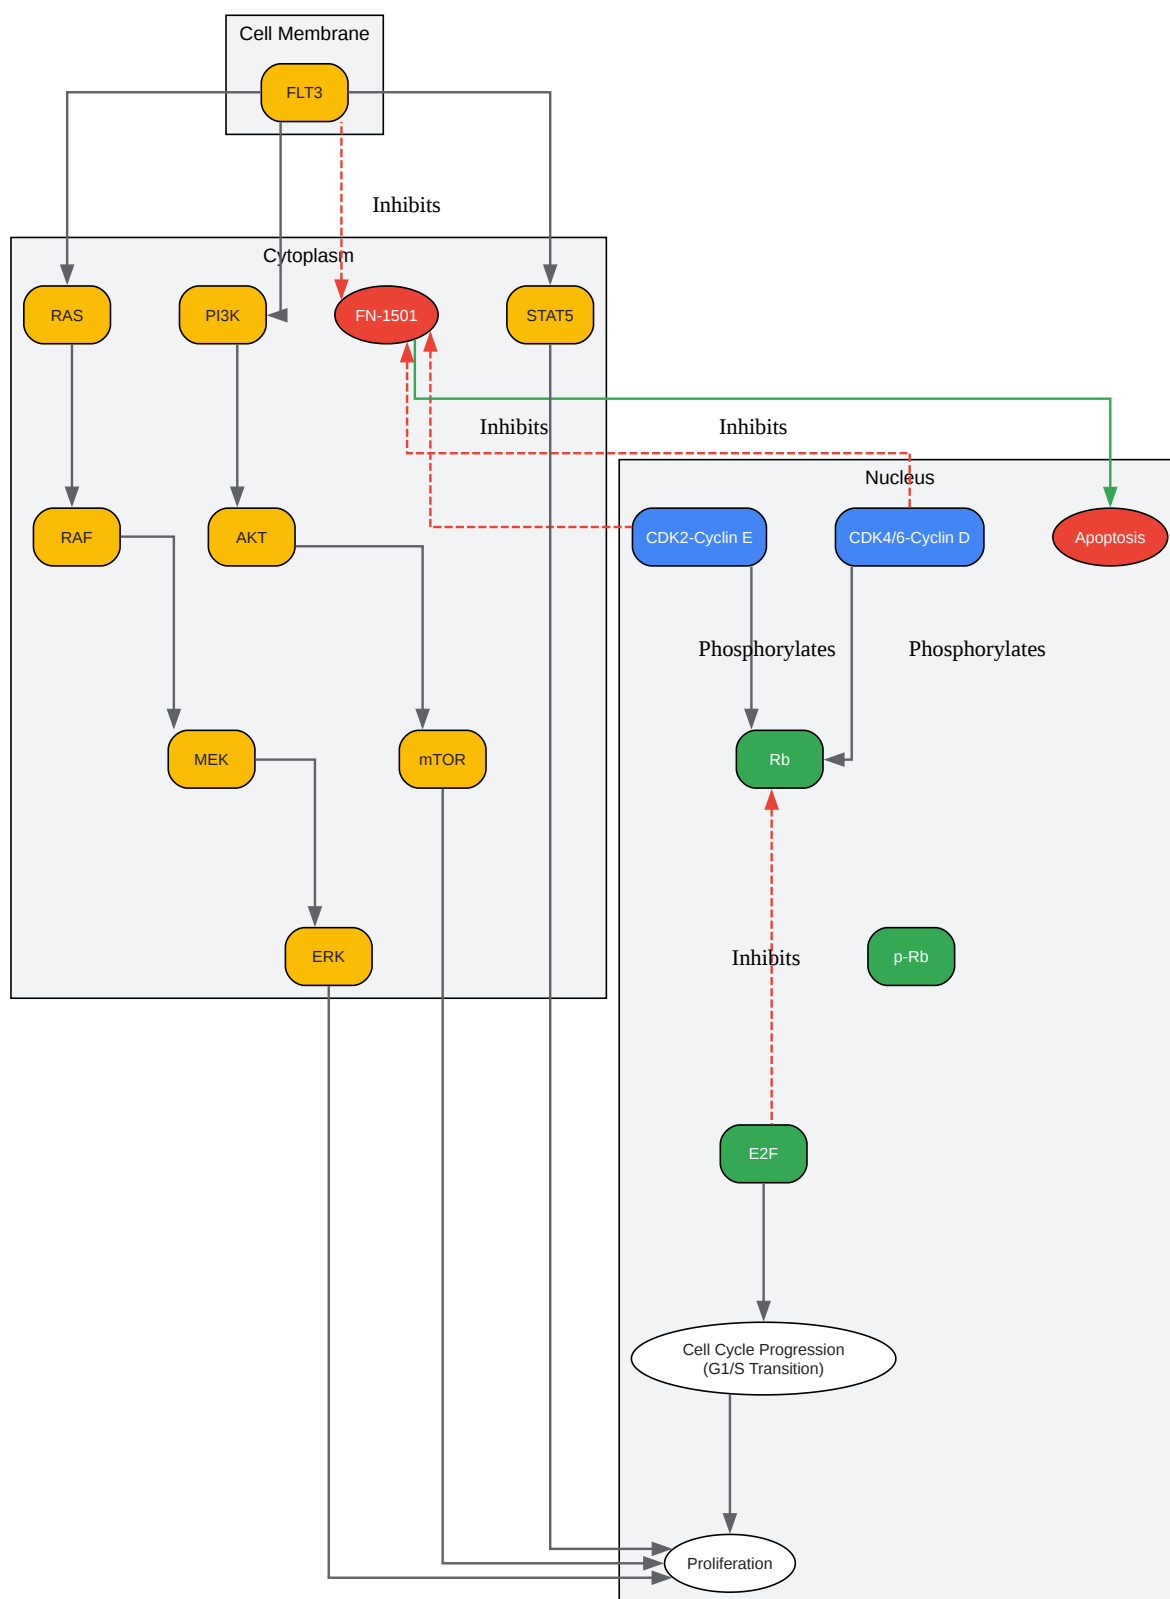 Cell Membrane
FLT3
Inhibits
Cytoplasm
RAS
PI3K
FN-1501
STAT5
Inhibits
Inhibits
Nucleus
RAF
AKT
CDK2-Cyclin E
CDK4/6-Cyclin D
Apoptosis
Phosphorylates
Phosphorylates
MEK
mTOR
Rb
ERK
Inhibits
p-Rb
E2F
Cell Cycle Progression
(G1/S Transition)
Proliferation